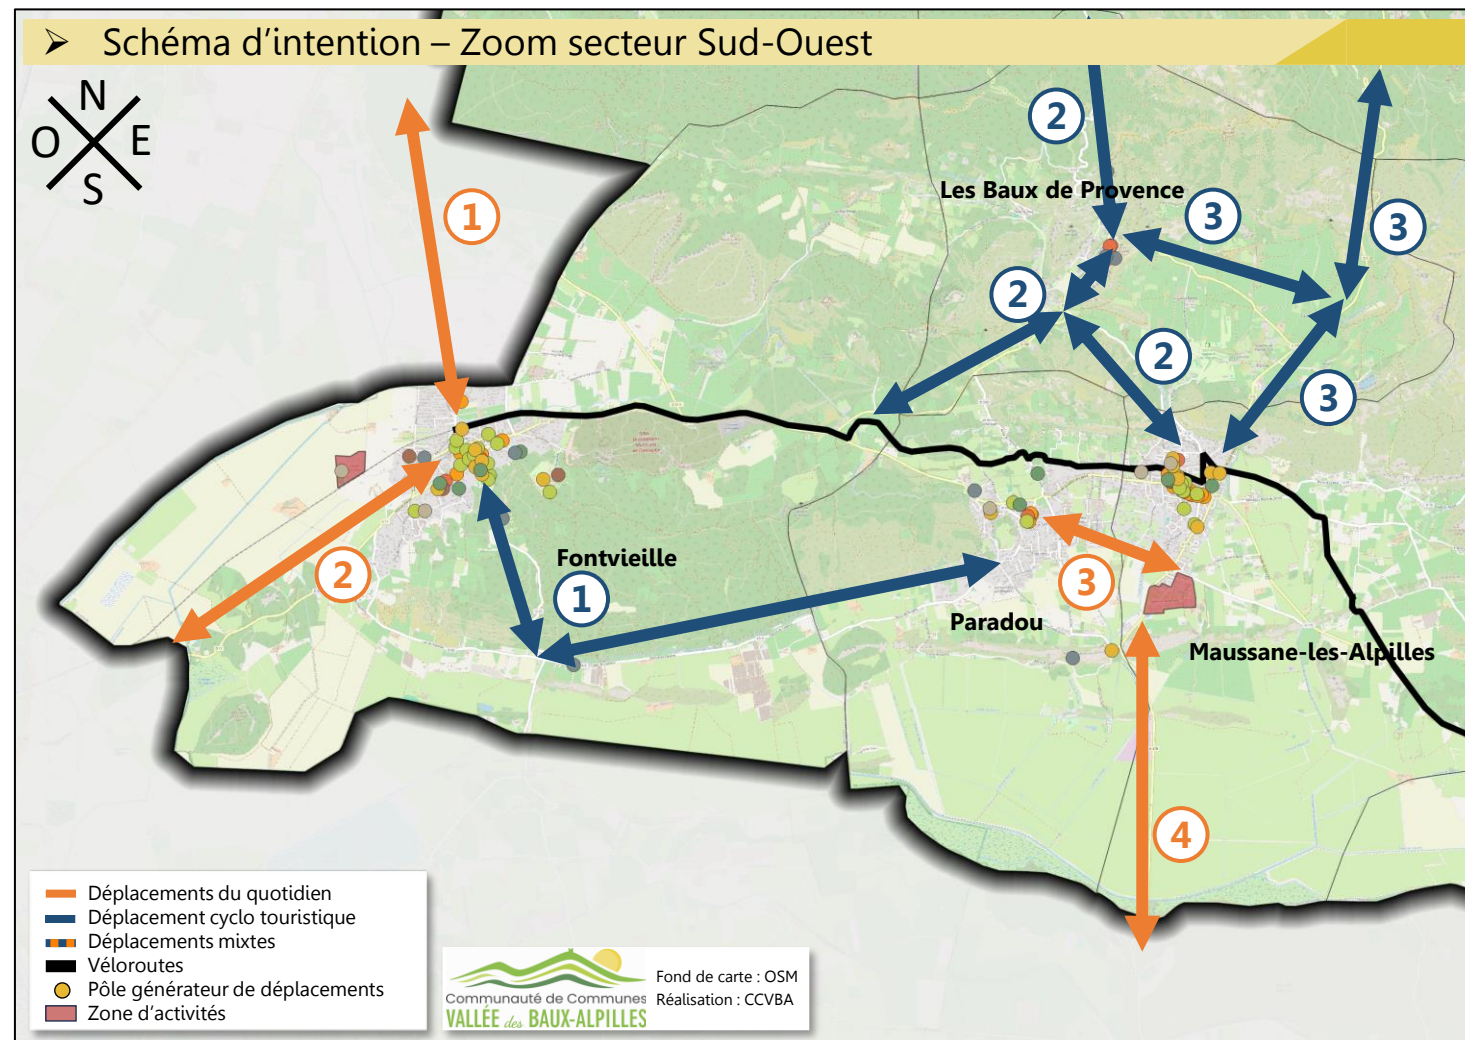 ➤ Schéma d'intention – Zoom secteur Sud-Ouest
N
O E
S
1
2
Les Baux de Provence
3
3
2
2
3
Fontvieille
2
1
3
Paradou
Maussane-les-Alpilles
4
Déplacements du quotidien
Déplacement cyclo touristique
Déplacements mixtes
Véloroutes
Pôle générateur de déplacements
Zone d'activités
Communauté de Communes
VALLÉE des BAUX-ALPILLES
Fond de carte : OSM
Réalisation : CCVBA